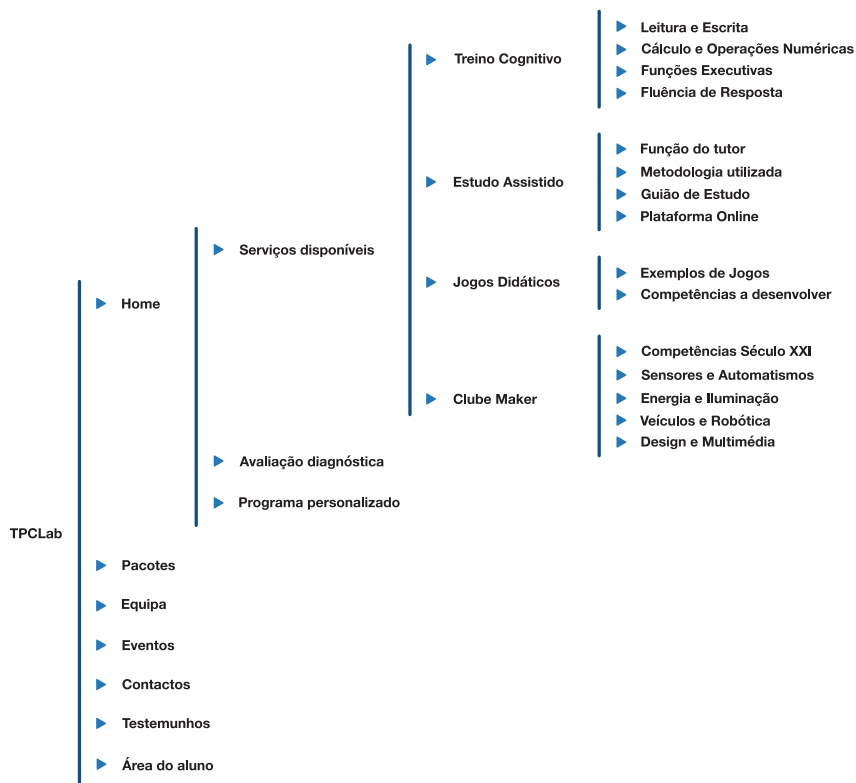 TPCLab
Home
Serviços disponíveis
Treino Cognitivo
Leitura e Escrita
Cálculo e Operações Numéricas
Funções Executivas
Fluência de Resposta
Estudo Assistido
Função do tutor
Metodologia utilizada
Guião de Estudo
Plataforma Online
Jogos Didáticos
Exemplos de Jogos
Competências a desenvolver
Clube Maker
Competências Século XXI
Sensores e Automatismos
Energia e Iluminação
Veículos e Robótica
Design e Multimédia
Avaliação diagnóstica
Programa personalizado
Pacotes
Equipa
Eventos
Contactos
Testemunhos
Área do aluno